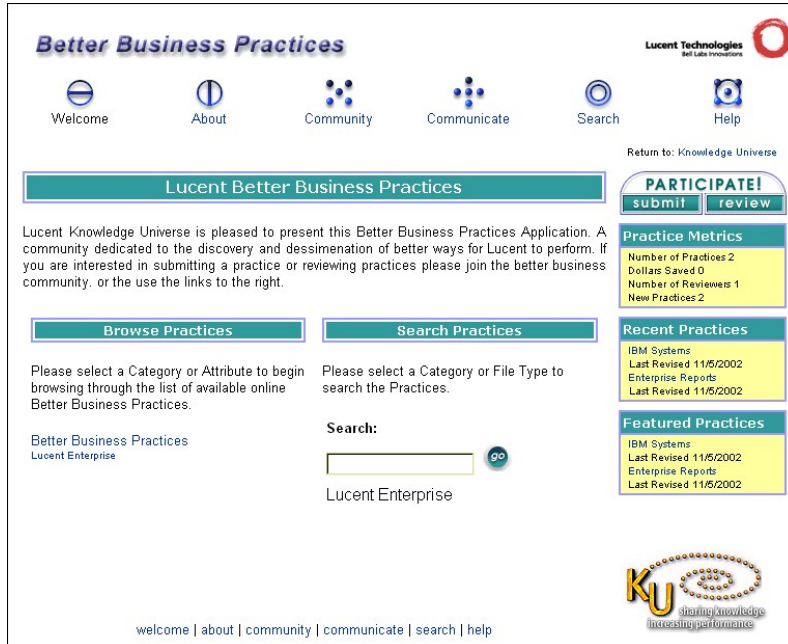 Better Business Practices
Lucent Technologies
Bell Labs Innovations
Welcome About Community Communicate Search Help
Return to: Knowledge Universe
Lucent Better Business Practices
PARTICIPATE!
submit review
Lucent Knowledge Universe is pleased to present this Better Business Practices Application. A
community dedicated to the discovery and dessimenation of better ways for Lucent to perform. If
you are interested in submitting a practice or reviewing practices please join the better business
community. or the use the links to the right.
Practice Metrics
Number of Practices 2
Dollars Saved 0
Number of Reviewers 1
New Practices 2
Browse Practices
Please select a Category or Attribute to begin
browsing through the list of available online
Better Business Practices.
Better Business Practices
Lucent Enterprise
Search Practices
Please select a Category or File Type to
search the Practices.
Search:
go
Lucent Enterprise
Recent Practices
IBM Systems
Last Revised 11/5/2002
Enterprise Reports
Last Revised 11/5/2002
Featured Practices
IBM Systems
Last Revised 11/5/2002
Enterprise Reports
Last Revised 11/5/2002
KU
sharing knowledge
increasing performance
welcome | about | community | communicate | search | help